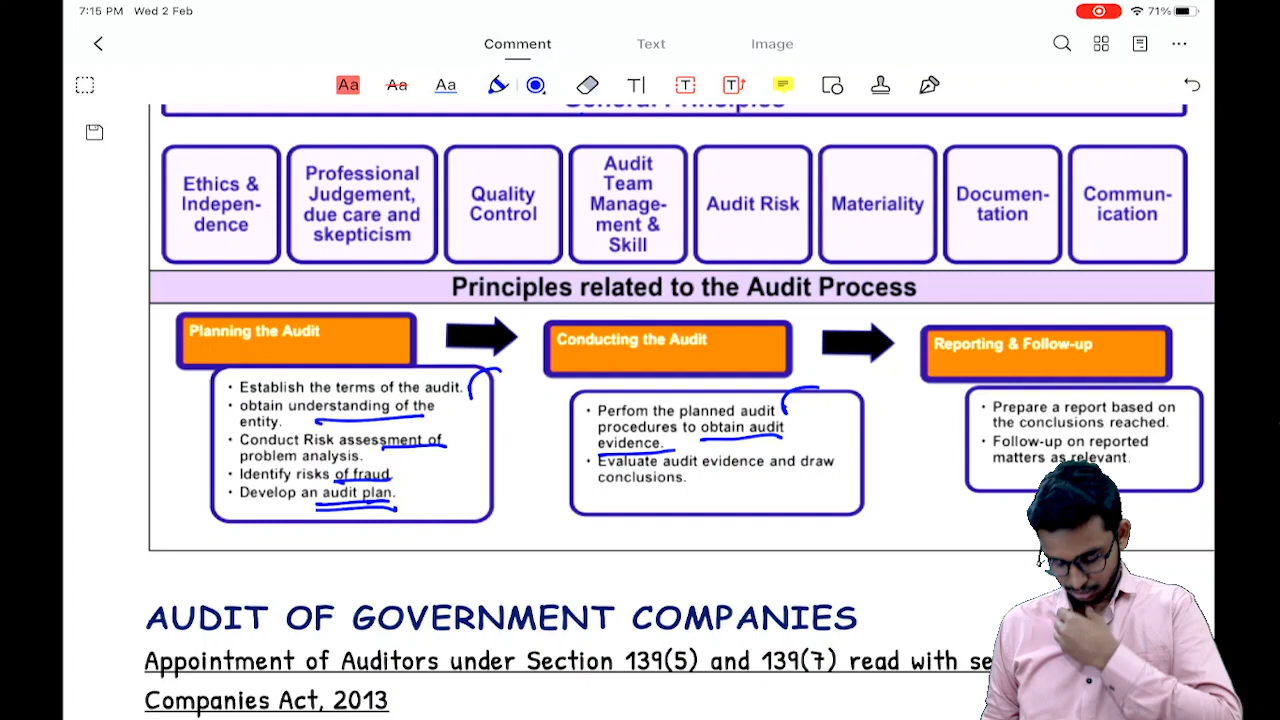 7:15 PM Wed 2 Feb
71%
Comment
Text
Image
Aa
Aa
Aa
T
T
T
General Principles
Ethics &
Indepen-
dence
Professional
Judgement,
due care and
skepticism
Quality
Control
Audit
Team
Manage-
ment &
Skill
Audit Risk
Materiality
Documen-
tation
Commun-
ication
Principles related to the Audit Process
Planning the Audit
• Establish the terms of the audit.
• obtain understanding of the
entity.
• Conduct Risk assessment of
problem analysis.
• Identify risks of fraud
• Develop an audit plan.
Conducting the Audit
• Perfom the planned audit
procedures to obtain audit
evidence.
• Evaluate audit evidence and draw
conclusions.
Reporting & Follow-up
• Prepare a report based on
the conclusions reached.
• Follow-up on reported
matters as relevant.
AUDIT OF GOVERNMENT COMPANIES
Appointment of Auditors under Section 139(5) and 139(7) read with se
Companies Act, 2013